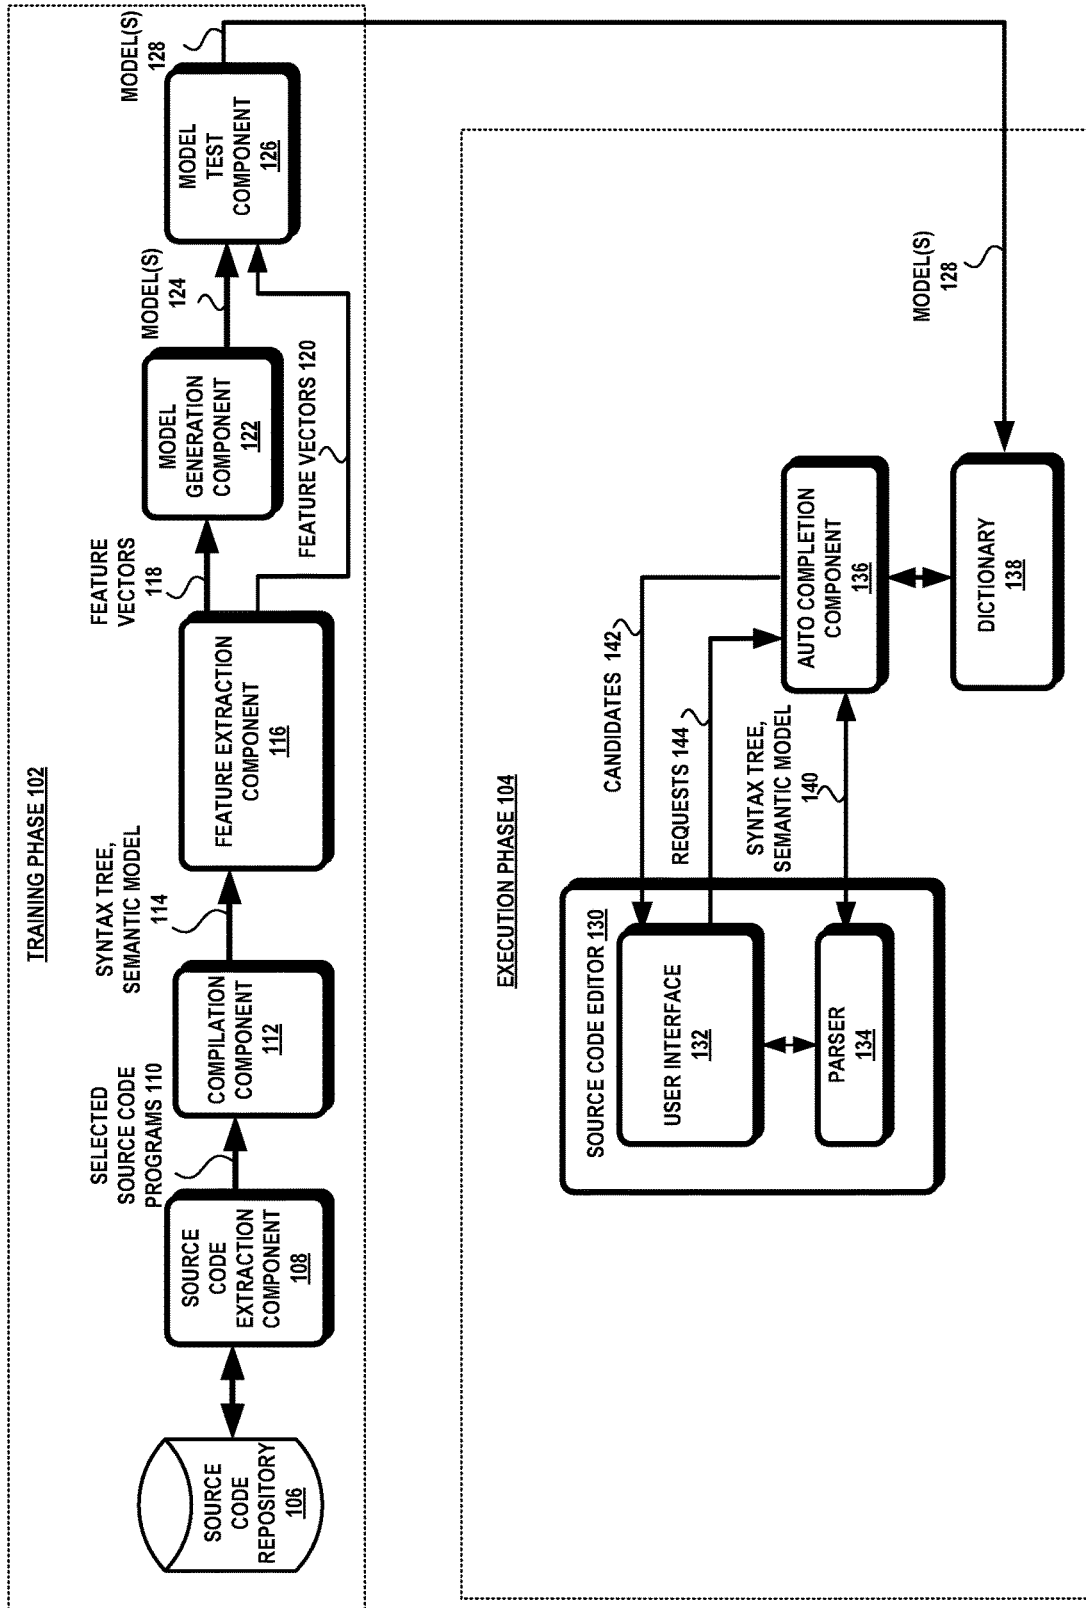 TRAINING PHASE 102
SOURCE
CODE
REPOSITORY
106
SOURCE
CODE
EXTRACTION
COMPONENT
108
SELECTED
SOURCE CODE
PROGRAMS 110
COMPILATION
COMPONENT
112
SYNTAX TREE,
SEMANTIC MODEL
114
FEATURE EXTRACTION
COMPONENT
116
FEATURE
VECTORS
118
FEATURE VECTORS 120
MODEL
GENERATION
COMPONENT
122
MODEL(S)
124
MODEL
TEST
COMPONENT
126
MODEL(S)
128
EXECUTION PHASE 104
SOURCE CODE EDITOR 130
USER INTERFACE
132
PARSER
134
CANDIDATES 142
REQUESTS 144
SYNTAX TREE,
SEMANTIC MODEL
140
AUTO COMPLETION
COMPONENT
136
DICTIONARY
138
MODEL(S)
128